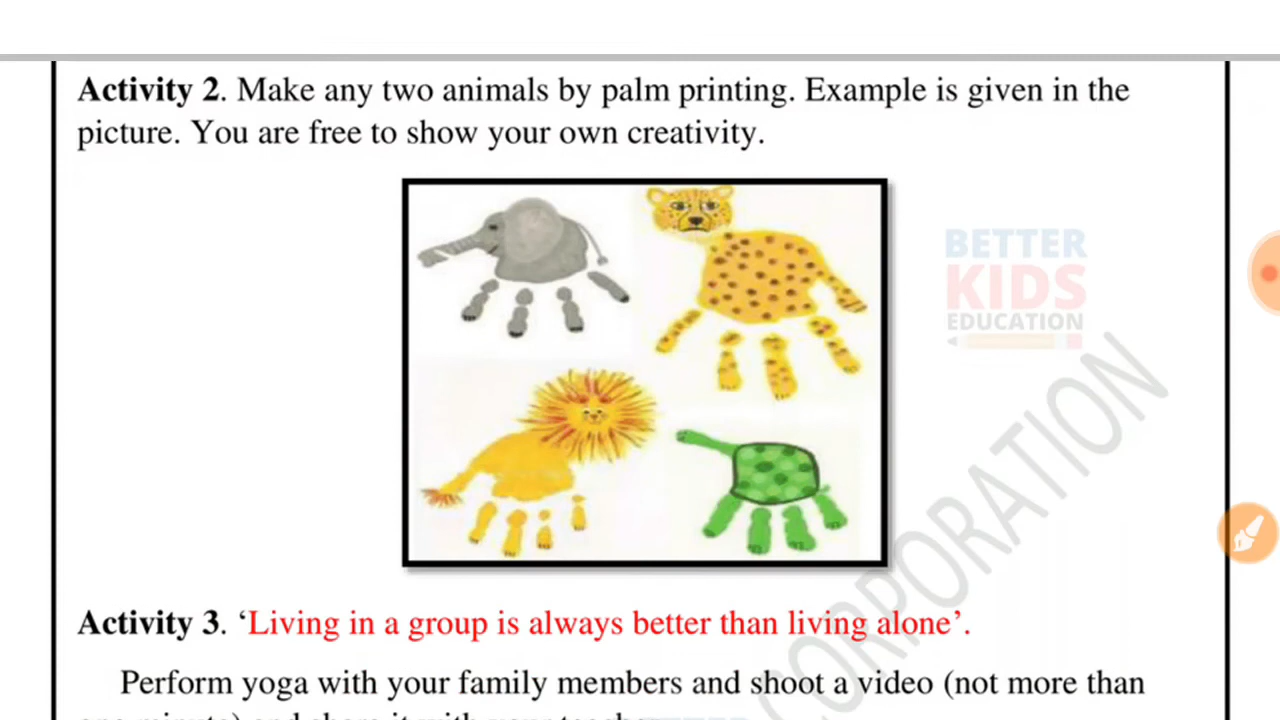 Activity 2. Make any two animals by palm printing. Example is given in the
picture. You are free to show your own creativity.
BETTER
KIDS
EDUCATION
CORPORATION
Activity 3. ‘Living in a group is always better than living alone’.
Perform yoga with your family members and shoot a video (not more than